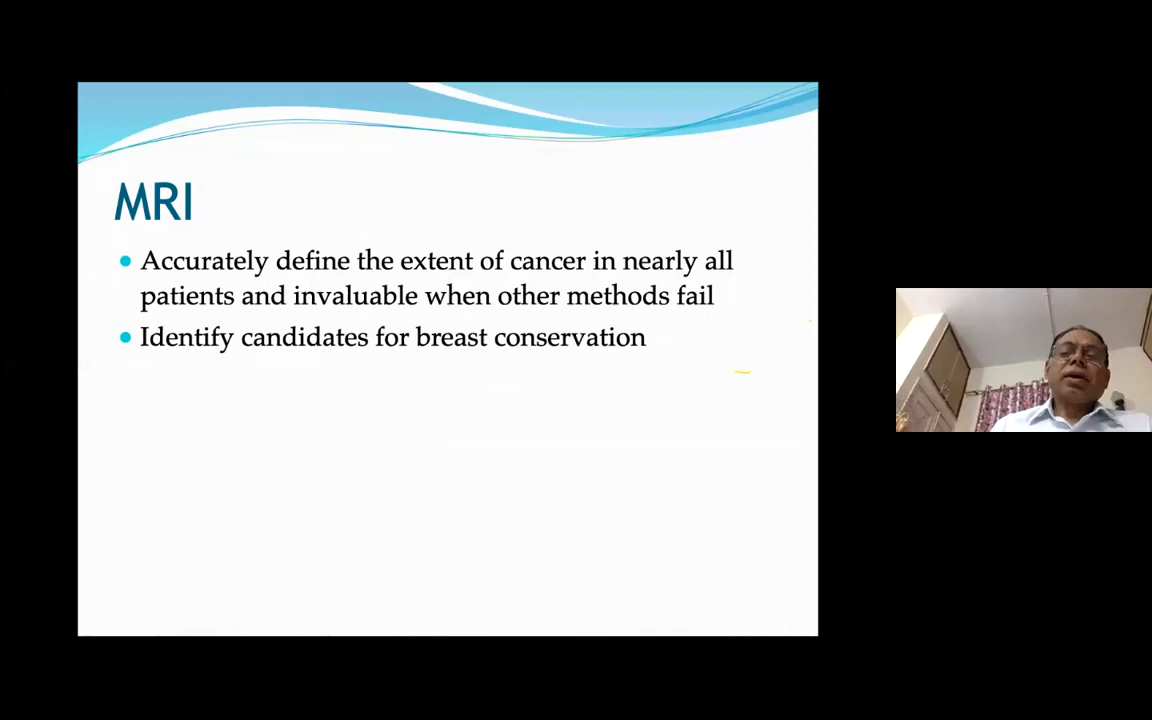 MRI
Accurately define the extent of cancer in nearly all
patients and invaluable when other methods fail
Identify candidates for breast conservation